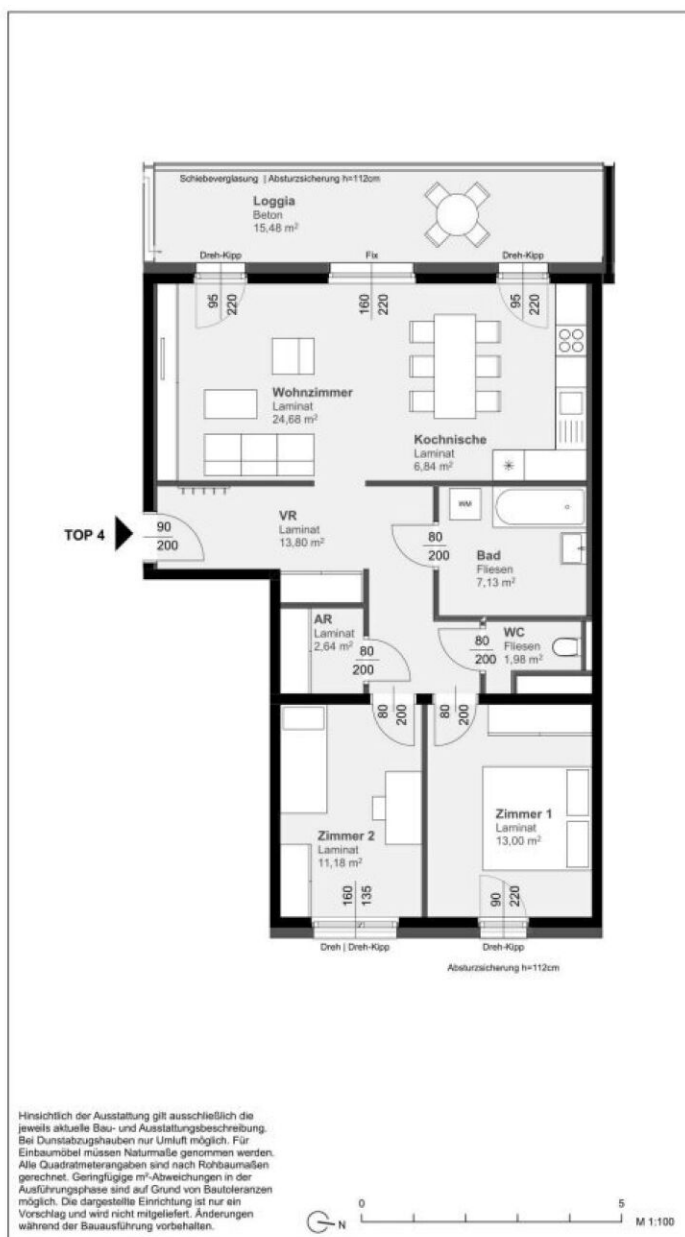 Schiebeverglasung | Absturzsicherung h=112cm
Loggia
Beton
15,48 m²
Dreh-Kipp
Fix
Dreh-Kipp
95
220
160
220
95
220
Wohnzimmer
Laminat
24,68 m²
Kochnische
Laminat
6,84 m²
TOP 4
90
200
VR
Laminat
13,80 m²
WM
80
200
Bad
Fliesen
7,13 m²
AR
Laminat
2,64 m²
80
200
80
200
WC
Fliesen
1,98 m²
80
200
80
200
Zimmer 2
Laminat
11,18 m²
Zimmer 1
Laminat
13,00 m²
160
135
90
220
Dreh | Dreh-Kipp
Dreh-Kipp
Absturzsicherung h=112cm
Hinsichtlich der Ausstattung gilt ausschließlich die
jeweils aktuelle Bau- und Ausstattungsbeschreibung.
Bei Dunstabzugshauben nur Umluft möglich. Für
Einbaumöbel müssen Naturmaße genommen werden.
Alle Quadratmeterangaben sind nach Rohbaumaßen
gerechnet. Geringfügige m²-Abweichungen in der
Ausführungsphase sind auf Grund von Bautoleranzen
möglich. Die dargestellte Einrichtung ist nur ein
Vorschlag und wird nicht mitgeliefert. Änderungen
während der Bauausführung vorbehalten.
N
0
5
M 1:100